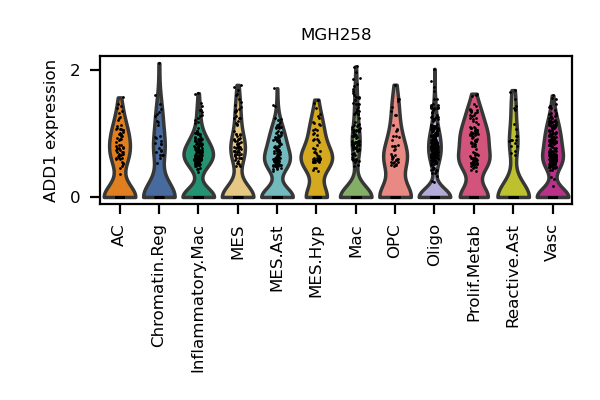 MGH258
ADD1 expression
2
0
AC
Chromatin.Reg
Inflammatory.Mac
MES
MES.Ast
MES.Hyp
Mac
OPC
Oligo
Prolif.Metab
Reactive.Ast
Vasc